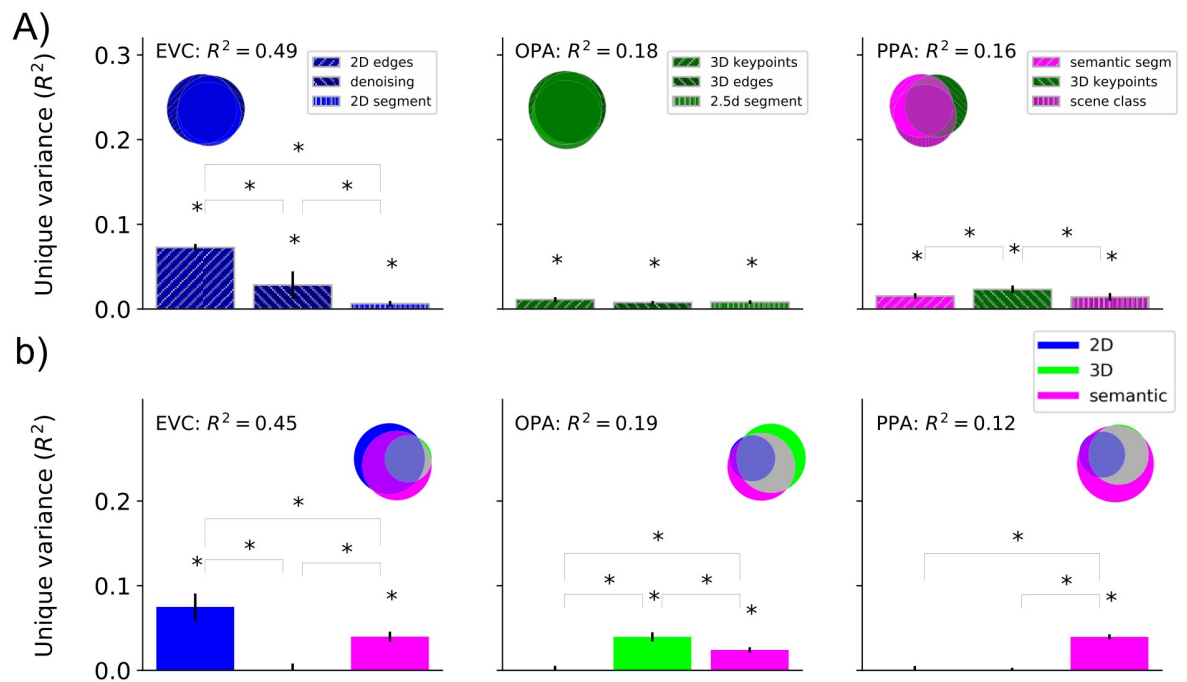 A)
EVC: R² = 0.49
2D edges
denoising
2D segment
OPA: R² = 0.18
3D keypoints
3D edges
2.5d segment
PPA: R² = 0.16
semantic segm
3D keypoints
scene class
Unique variance (R²)
0.3
0.2
0.1
0.0
* * * * * *
* * *
* * * * *
b)
2D
3D
semantic
EVC: R² = 0.45
OPA: R² = 0.19
PPA: R² = 0.12
Unique variance (R²)
0.2
0.1
0.0
* * * * *
* * * * *
* * *